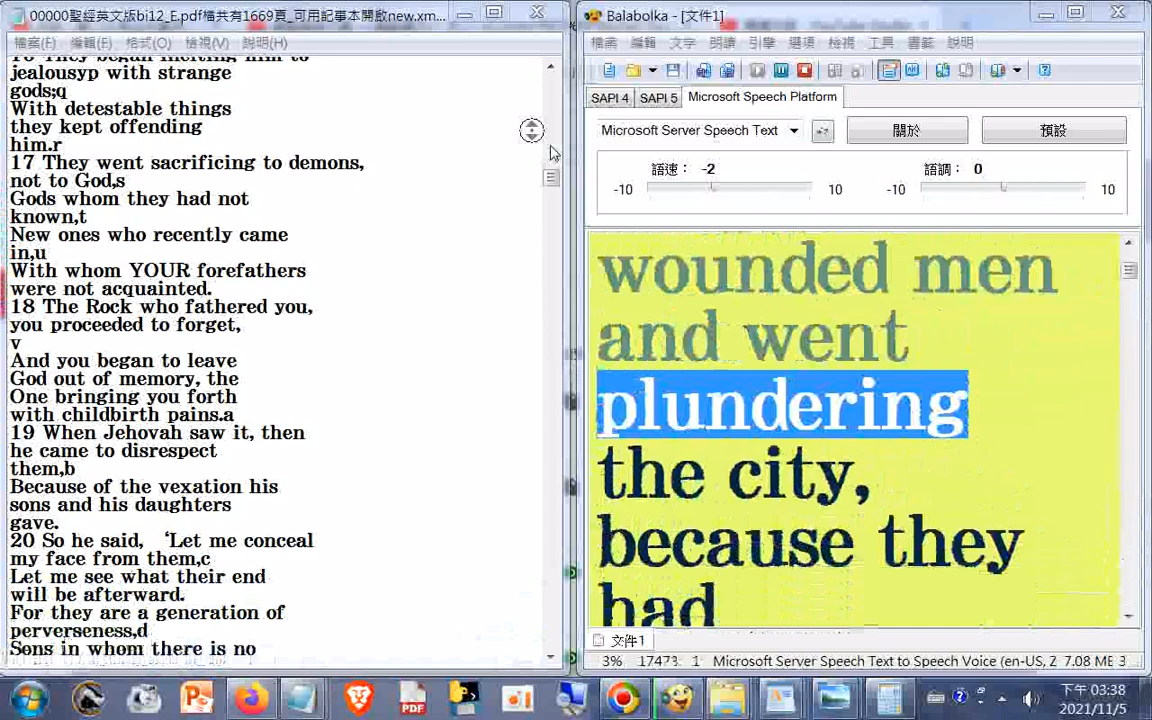 00000聖經英文版bi12_E.pdf檔共有1669頁_可用記事本開啟new.xm...
檔案(F) 編輯(E) 格式(O) 檢視(V) 說明(H)
16 They began inciting him to
jealousyp with strange
gods;q
With detestable things
they kept offending
him.r
17 They went sacrificing to demons,
not to God,s
Gods whom they had not
known,t
New ones who recently came
in,u
With whom YOUR forefathers
were not acquainted.
18 The Rock who fathered you,
you proceeded to forget,
v
And you began to leave
God out of memory, the
One bringing you forth
with childbirth pains.a
19 When Jehovah saw it, then
he came to disrespect
them,b
Because of the vexation his
sons and his daughters
gave.
20 So he said, ‘Let me conceal
my face from them,c
Let me see what their end
will be afterward.
For they are a generation of
perverseness,d
Sons in whom there is no
Balabolka - [文件1]
檔案 編輯 文字 朗讀 引擎 選項 檢視 工具 書籤 說明
SAPI 4 SAPI 5 Microsoft Speech Platform
Microsoft Server Speech Text 關於 預設
語速： -2 語調： 0
-10 10 -10 10
wounded men
and went
plundering
the city,
because they
had
文件1
3% 17473: 1 Microsoft Server Speech Text to Speech Voice (en-US, 2 7.08 MB 3
下午 03:38
2021/11/5